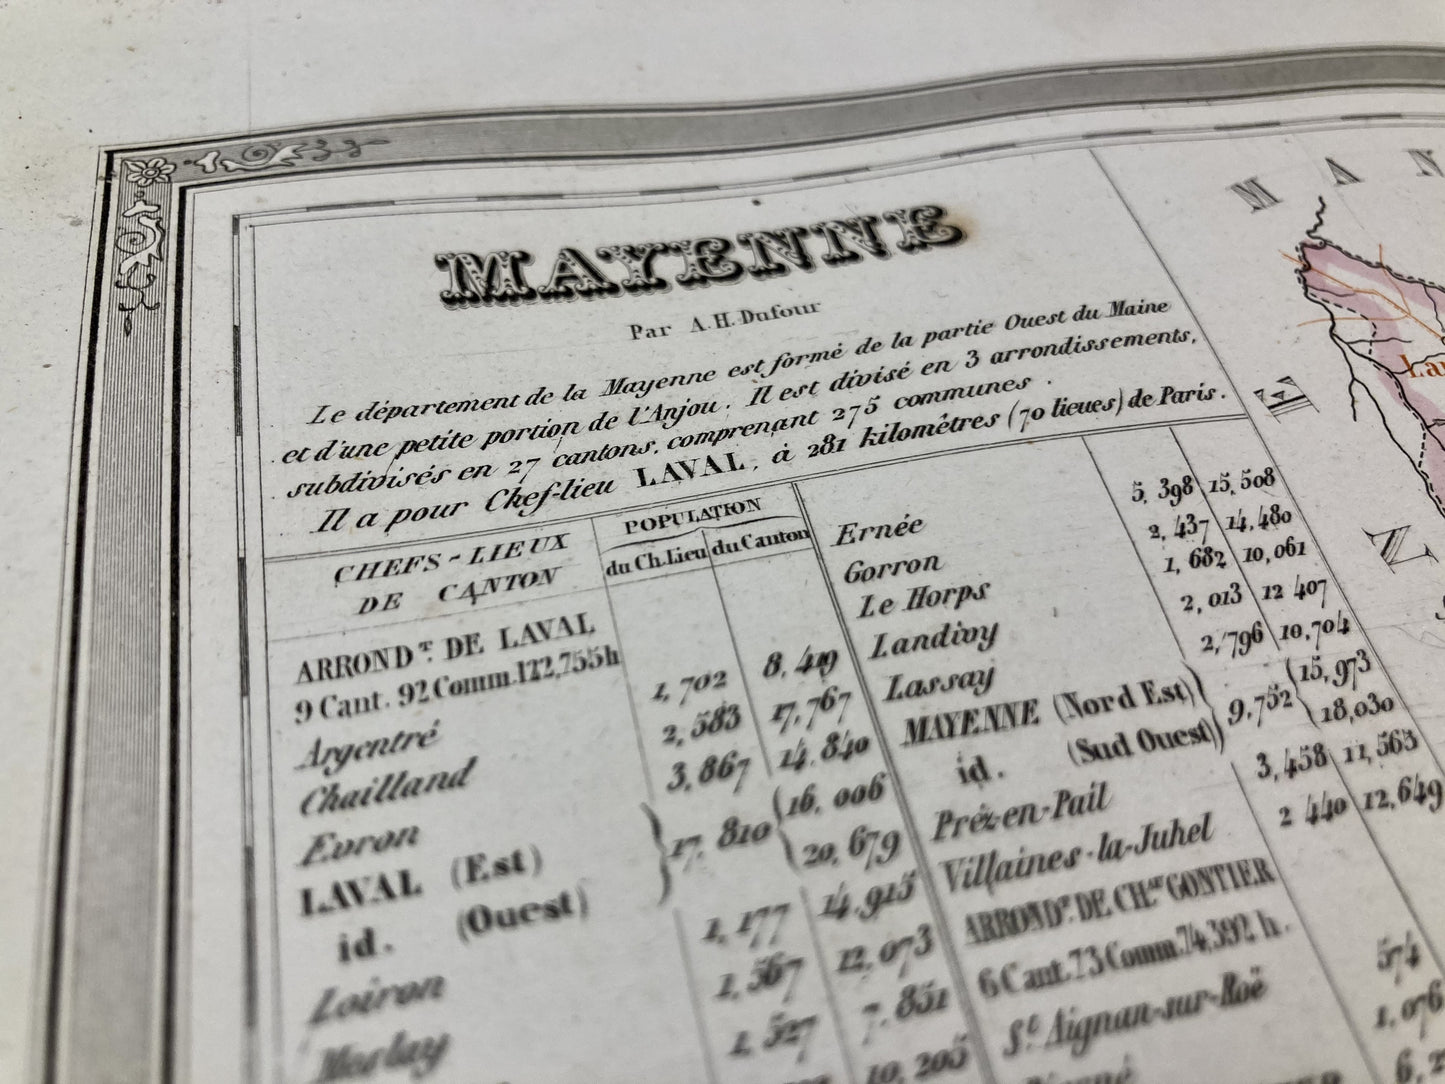 MAYENNE
Par A.H. Dufour
Le département de la Mayenne est formé de la partie Ouest du Maine
et d'une petite portion de l'Anjou. Il est divisé en 3 arrondissements,
subdivisés en 27 cantons, comprenant 275 communes.
Il a pour Chef-lieu LAVAL, à 281 kilomètres (70 lieues) de Paris.
CHEFS-LIEUX
DE CANTON
POPULATION
du Ch. Lieu du Canton
ARROND.T DE LAVAL
9 Cant. 92 Comm. 122,755 h
Argentré 1,702 8,419
Chailland 2,583 17,767
Evron 3,867 14,840
LAVAL (Est) 17,810 16,006
id. (Ouest) 20,679
Loiron 1,177 14,915
Meslay 1,567 12,073
1,527 7,851
10,205
Ernée 5,398 15,508
Gorron 2,437 14,480
Le Horps 1,682 10,061
Landivy 2,013 12 407
Lassay 2,796 10,704
MAYENNE (Nord Est) 9,752 15,973
id. (Sud Ouest) 18,030
Préz-en-Pail 3,458 11,563
Villaines-la-Juhel 2 440 12,649
ARROND.T DE CH.AU GONTIER
6 Cant. 73 Comm. 74,392 h.
S.t Aignan-sur-Roë 574
1,076
M A N
N